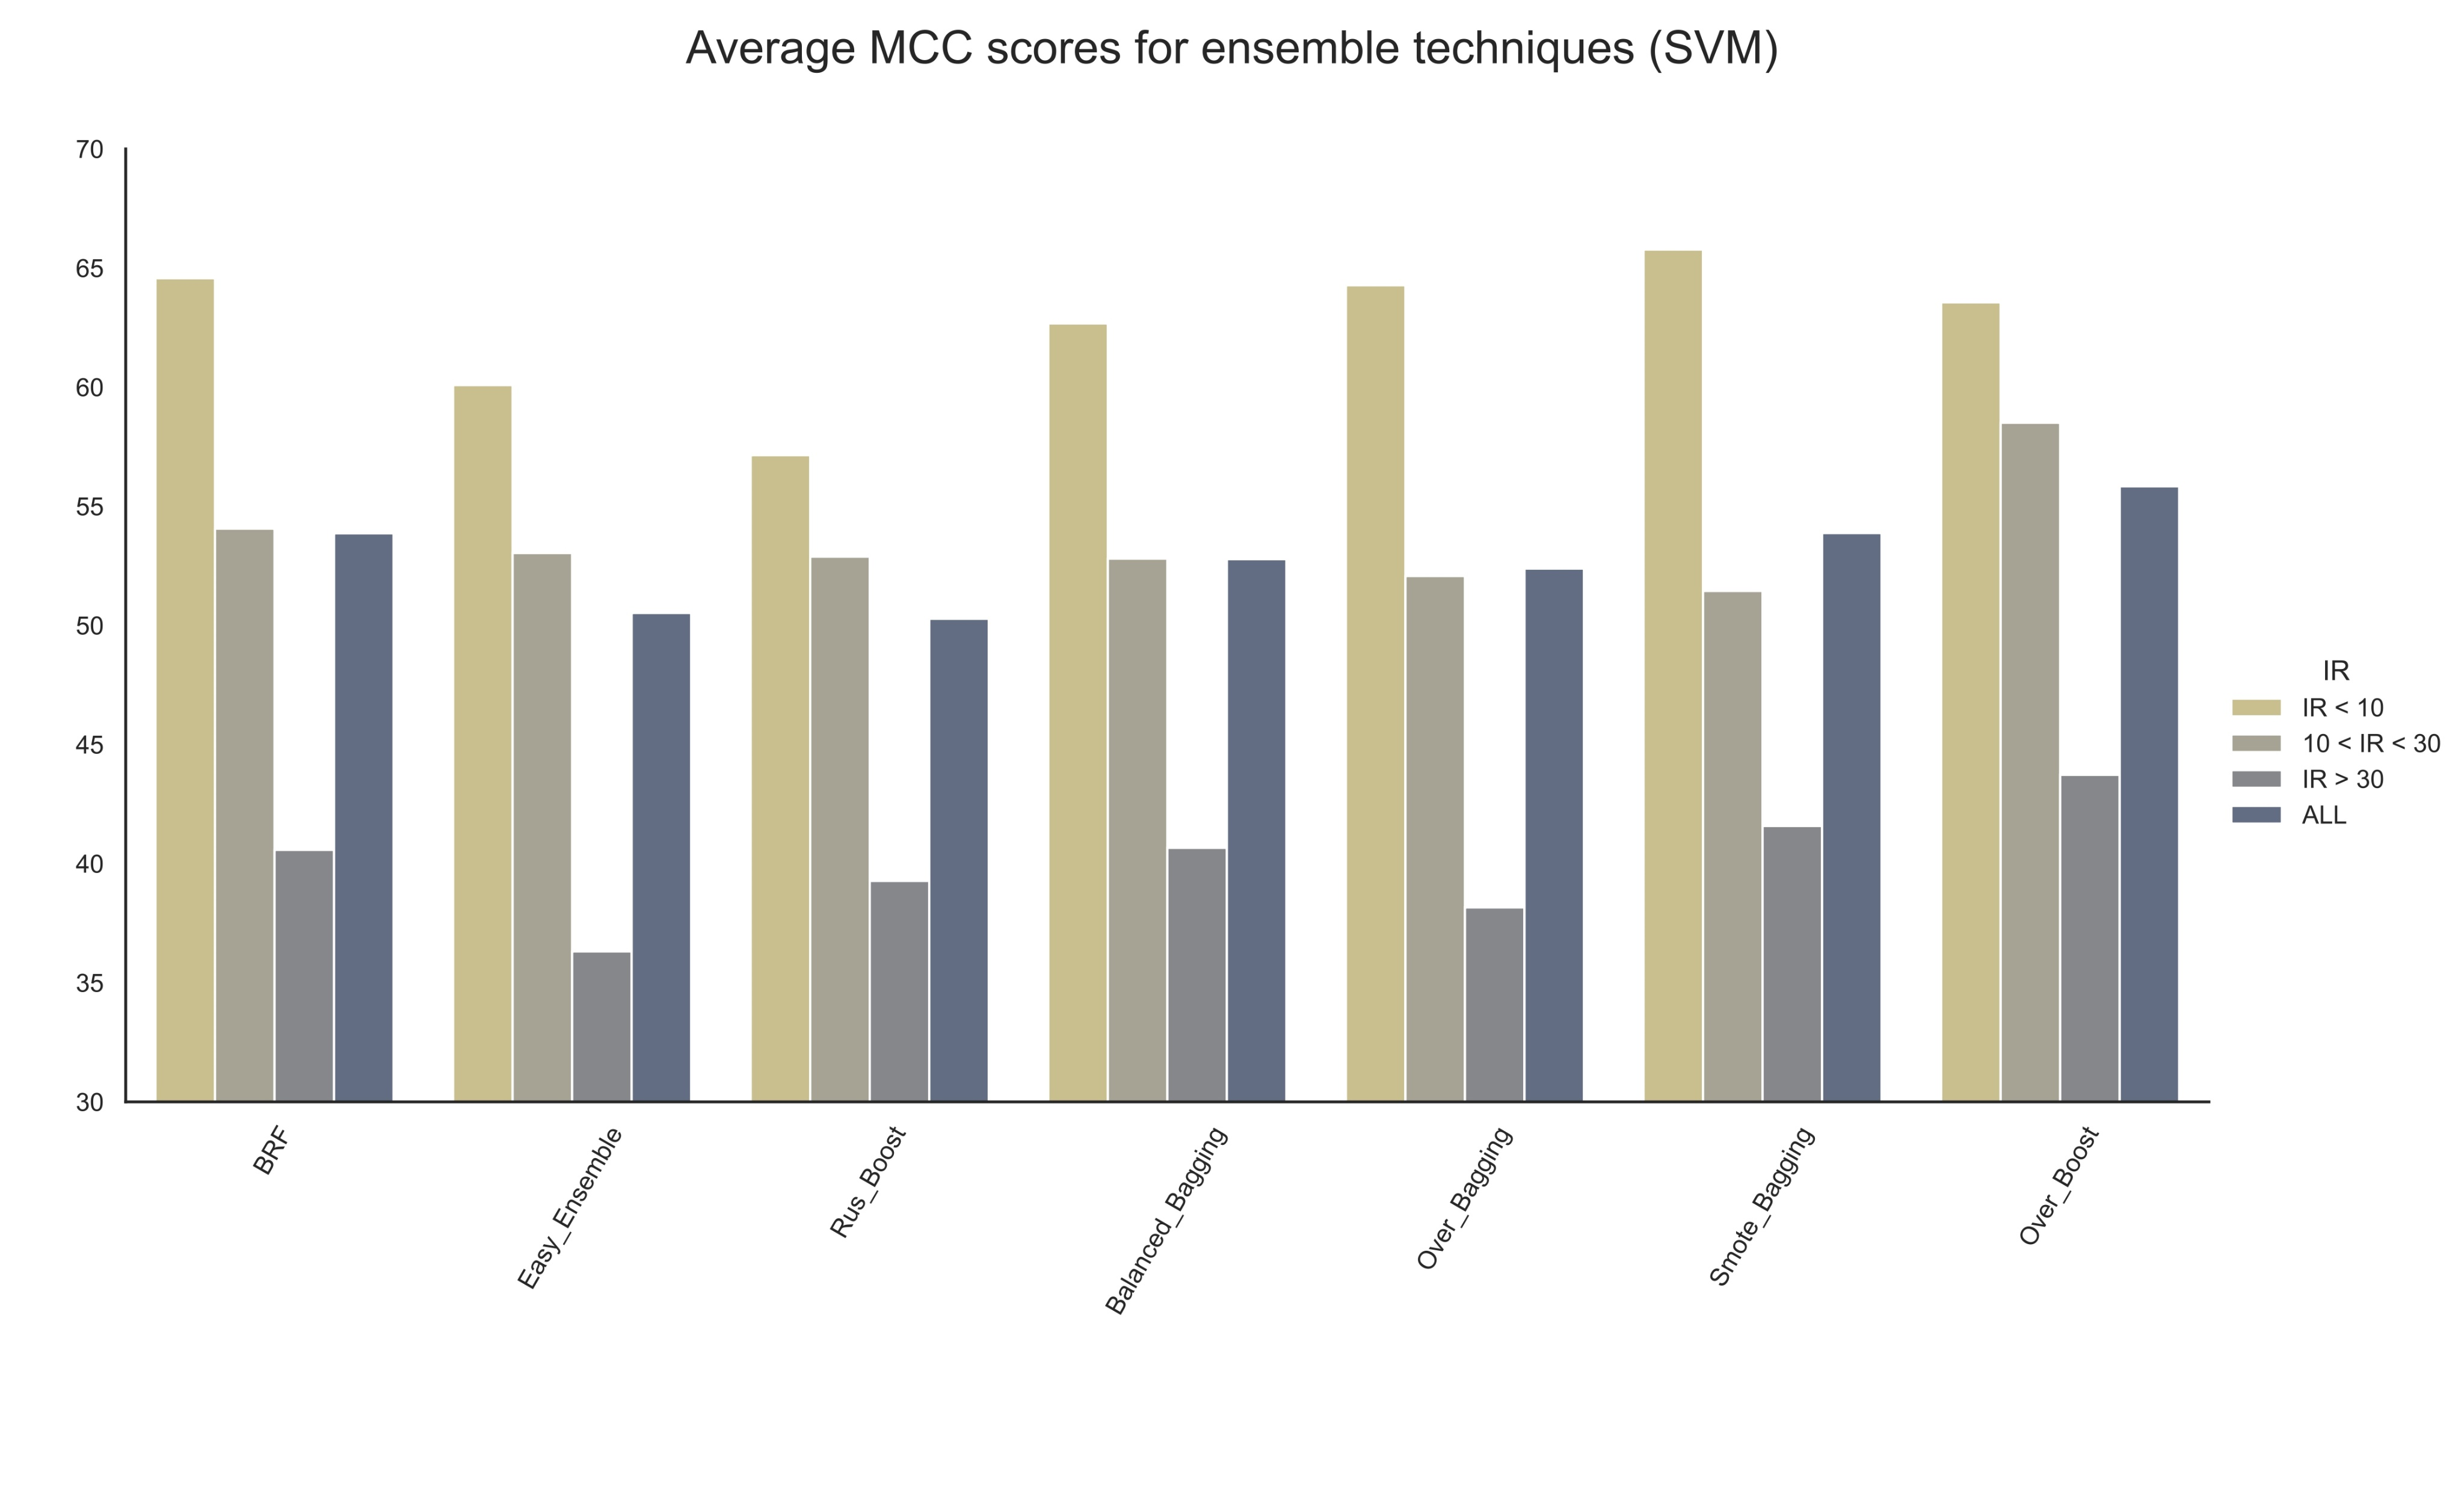 Average MCC scores for ensemble techniques (SVM)
70
65
60
55
50
45
40
35
30
BRF
Easy_Ensemble
Rus_Boost
Balanced_Bagging
Over_Bagging
Smote_Bagging
Over_Boost
IR
IR < 10
10 < IR < 30
IR > 30
ALL